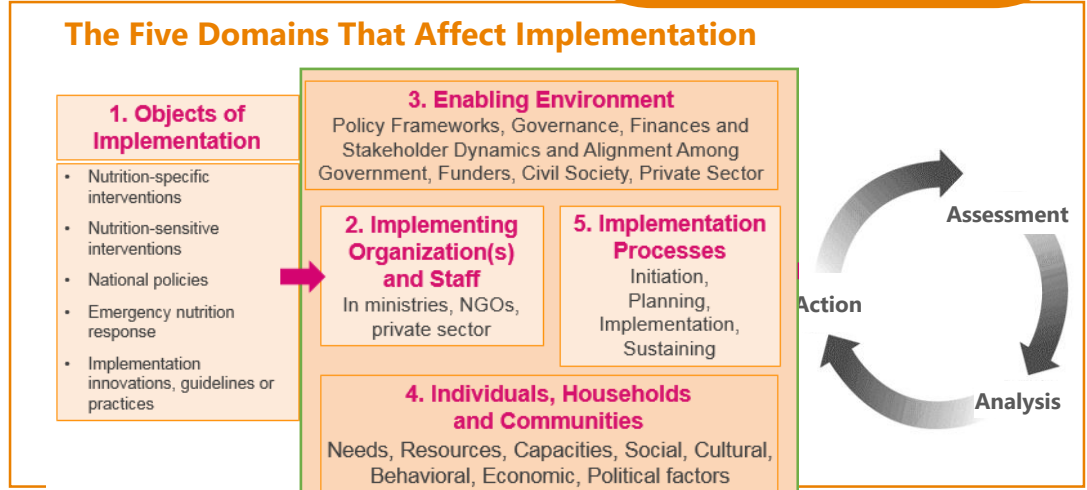 The Five Domains That Affect Implementation
1. Objects of
Implementation
• Nutrition-specific
interventions
• Nutrition-sensitive
interventions
• National policies
• Emergency nutrition
response
• Implementation
innovations, guidelines or
practices
3. Enabling Environment
Policy Frameworks, Governance, Finances and
Stakeholder Dynamics and Alignment Among
Government, Funders, Civil Society, Private Sector
2. Implementing
Organization(s)
and Staff
In ministries, NGOs,
private sector
5. Implementation
Processes
Initiation,
Planning,
Implementation,
Sustaining
4. Individuals, Households
and Communities
Needs, Resources, Capacities, Social, Cultural,
Behavioral, Economic, Political factors
Assessment
Action
Analysis